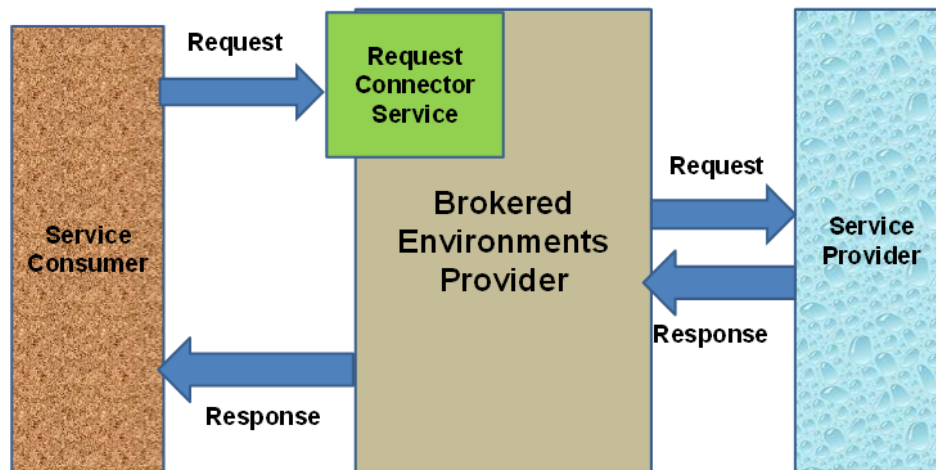 Request
Request
Connector
Service
Request
Brokered
Environments
Provider
Service
Consumer
Service
Provider
Response
Response